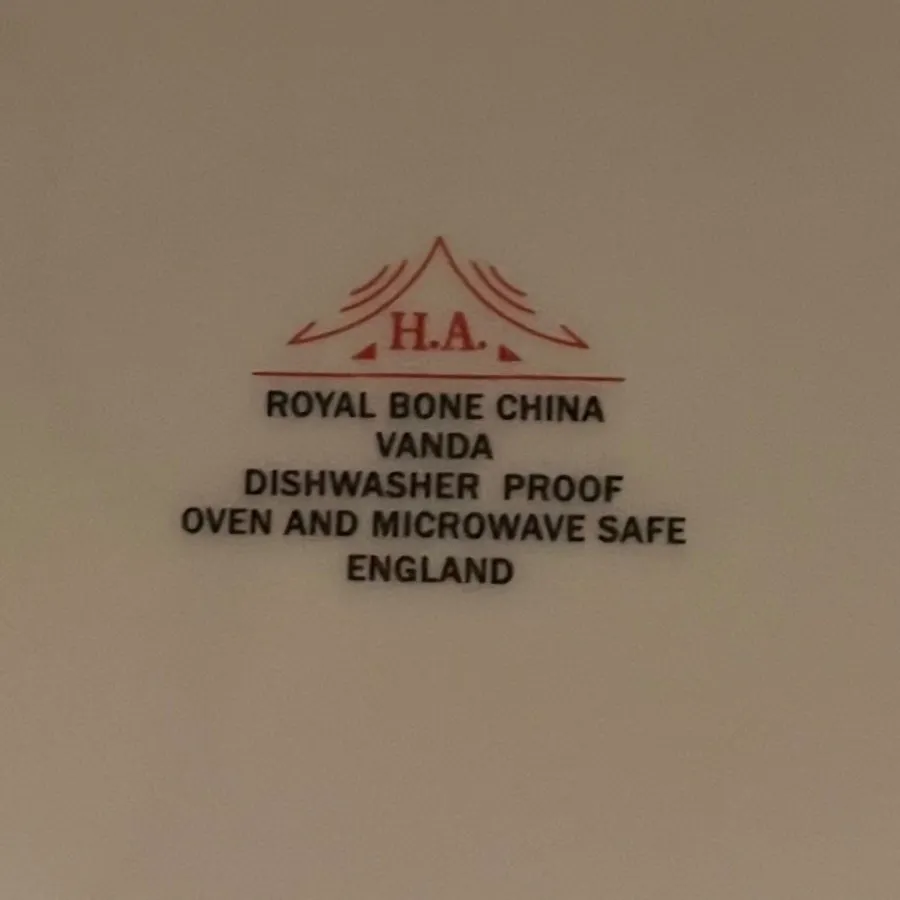 H.A.
ROYAL BONE CHINA
VANDA
DISHWASHER PROOF
OVEN AND MICROWAVE SAFE
ENGLAND